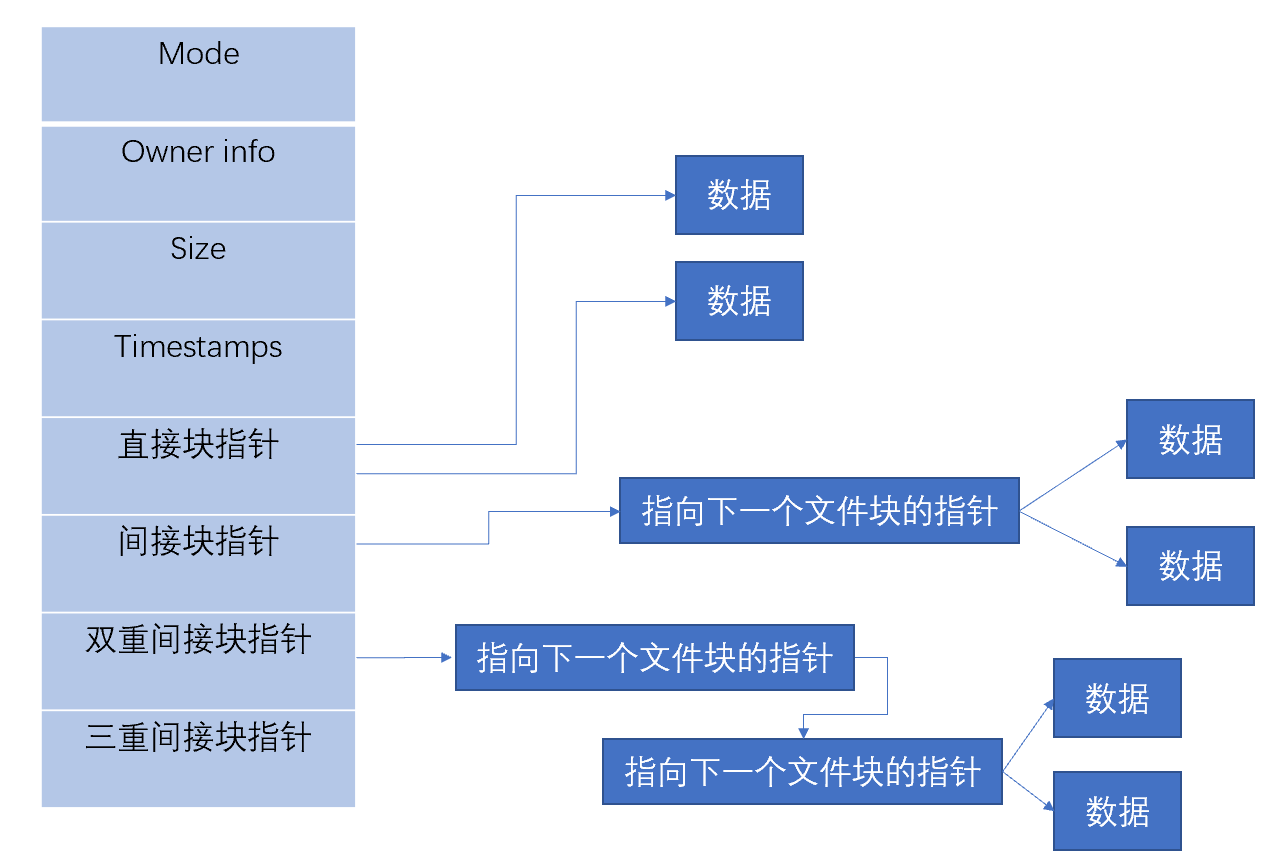 Mode
Owner info
Size
Timestamps
直接块指针
间接块指针
双重间接块指针
三重间接块指针
数据
数据
指向下一个文件块的指针
数据
数据
指向下一个文件块的指针
指向下一个文件块的指针
数据
数据